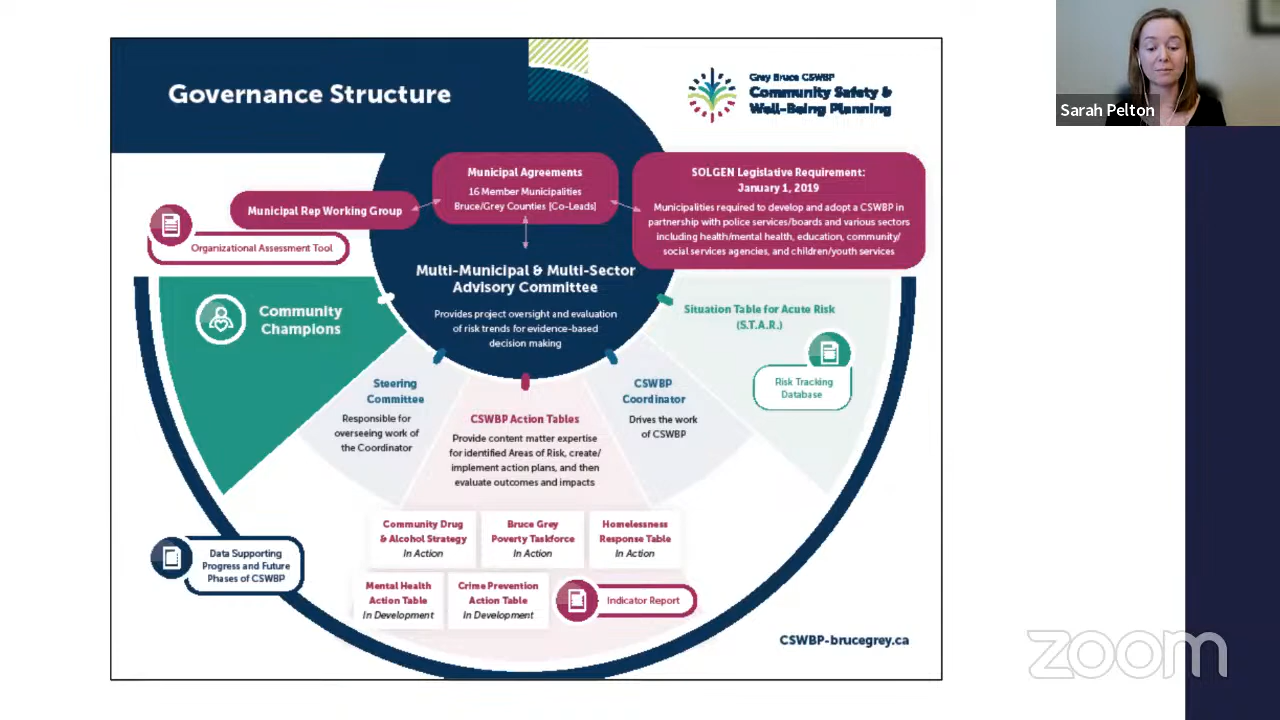 Governance Structure
Grey Bruce CSWBP
Community Safety &
Well-Being Planning
Sarah Pelton
Municipal Agreements
16 Member Municipalities
Bruce/Grey Counties [Co-Leads]
SOLGEN Legislative Requirement:
January 1, 2019
Municipalities required to develop and adopt a CSWBP in
partnership with police services/boards and various sectors
including health/mental health, education, community/
social services agencies, and children/youth services
Municipal Rep Working Group
Organizational Assessment Tool
Multi-Municipal & Multi-Sector
Advisory Committee
Provides project oversight and evaluation
of risk trends for evidence-based
decision making
Community
Champions
Situation Table for Acute Risk
(S.T.A.R.)
Risk Tracking
Database
Steering
Committee
Responsible for
overseeing work of
the Coordinator
CSWBP Action Tables
Provide content matter expertise
for identified Areas of Risk, create/
implement action plans, and then
evaluate outcomes and impacts
CSWBP
Coordinator
Drives the work
of CSWBP
Community Drug
& Alcohol Strategy
In Action
Bruce Grey
Poverty Taskforce
In Action
Homelessness
Response Table
In Action
Mental Health
Action Table
In Development
Crime Prevention
Action Table
In Development
Indicator Report
Data Supporting
Progress and Future
Phases of CSWBP
CSWBP-brucegrey.ca
zoom